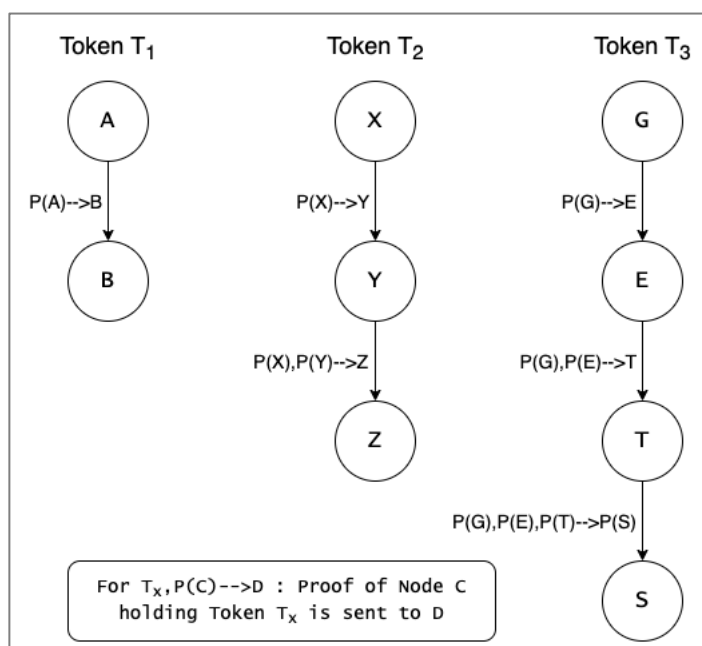 Token T1
Token T2
Token T3
A
X
G
P(A)-->B
P(X)-->Y
P(G)-->E
B
Y
E
P(X),P(Y)-->Z
P(G),P(E)-->T
Z
T
P(G),P(E),P(T)-->P(S)
S
For Tx,P(C)-->D : Proof of Node C
holding Token Tx is sent to D